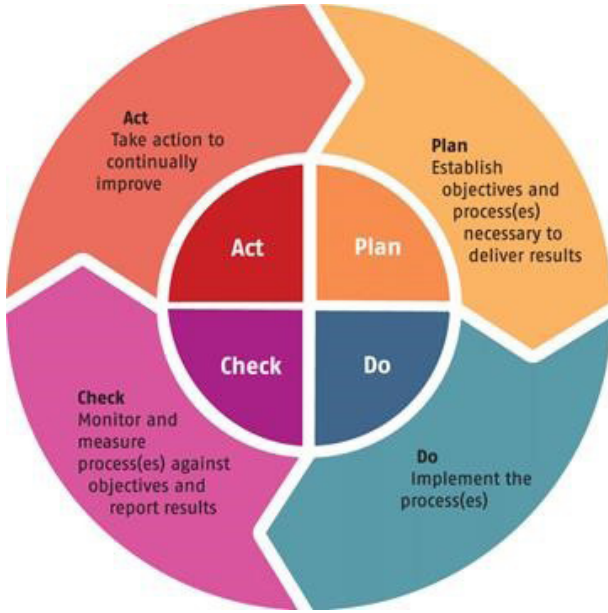 Act
Take action to
continually
improve
Plan
Establish
objectives and
process(es)
necessary to
deliver results
Act
Plan
Check
Do
Check
Monitor and
measure
process(es) against
objectives and
report results
Do
Implement the
process(es)